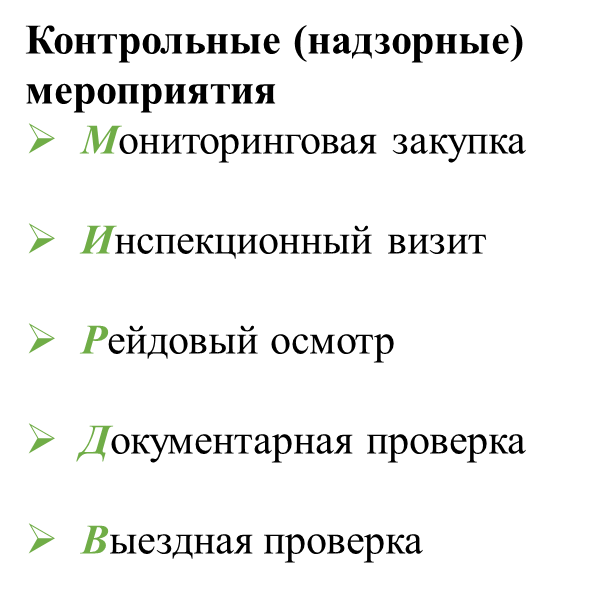 Контрольные (надзорные)
мероприятия
Мониторинговая закупка
Инспекционный визит
Рейдовый осмотр
Документарная проверка
Выездная проверка